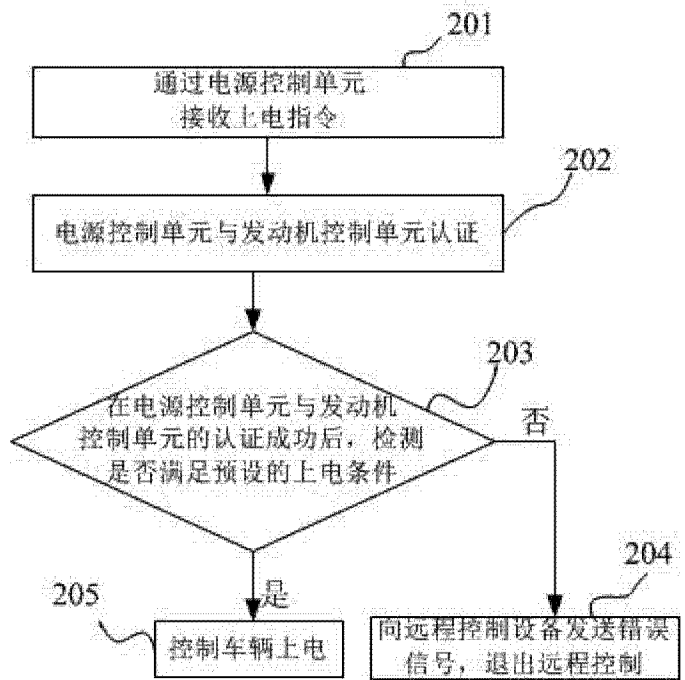 201
通过电源控制单元
接收上电指令
202
电源控制单元与发动机控制单元认证
203
在电源控制单元与发动机
控制单元的认证成功后，检测
是否满足预设的上电条件
否
是
204
向远程控制设备发送错误
信号，退出远程控制
205
控制车辆上电